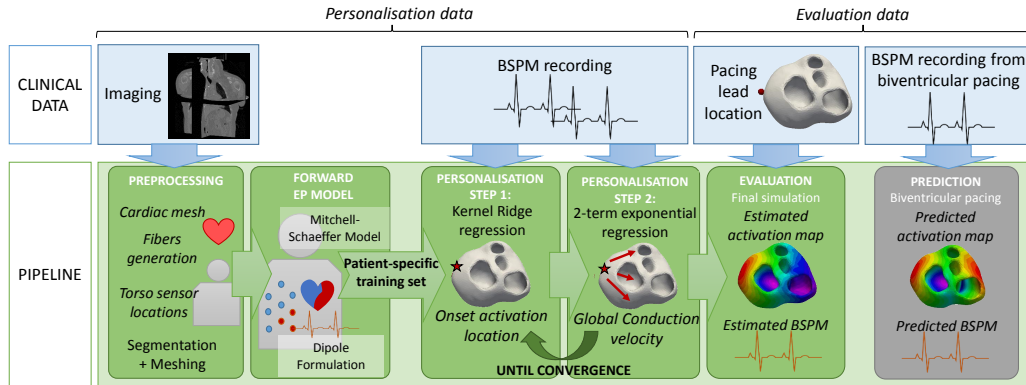 Personalisation data
Evaluation data
CLINICAL
DATA
Imaging
BSPM recording
Pacing
lead
location
BSPM recording from
biventricular pacing
PIPELINE
PREPROCESSING
Cardiac mesh
Fibers
generation
Torso sensor
locations
Segmentation
+ Meshing
FORWARD
EP MODEL
Mitchell-
Schaeffer Model
Dipole
Formulation
Patient-specific
training set
PERSONALISATION
STEP 1:
Kernel Ridge
regression
Onset activation
location
PERSONALISATION
STEP 2:
2-term exponential
regression
Global Conduction
velocity
UNTIL CONVERGENCE
EVALUATION
Final simulation
Estimated
activation map
Estimated BSPM
PREDICTION
Biventricular pacing
Predicted
activation map
Predicted BSPM